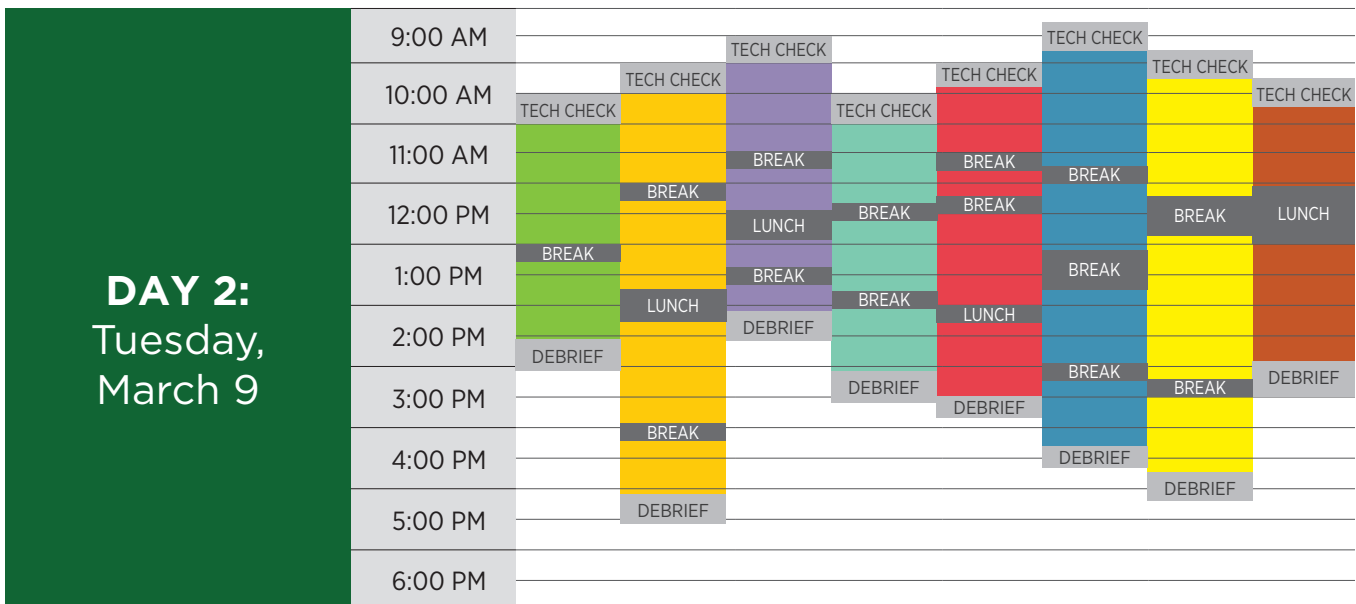 DAY 2:
Tuesday,
March 9
9:00 AM
10:00 AM
11:00 AM
12:00 PM
1:00 PM
2:00 PM
3:00 PM
4:00 PM
5:00 PM
6:00 PM
TECH CHECK
BREAK
DEBRIEF
TECH CHECK
BREAK
LUNCH
BREAK
DEBRIEF
TECH CHECK
BREAK
LUNCH
BREAK
DEBRIEF
TECH CHECK
BREAK
BREAK
DEBRIEF
TECH CHECK
BREAK
BREAK
LUNCH
DEBRIEF
TECH CHECK
BREAK
BREAK
BREAK
DEBRIEF
TECH CHECK
BREAK
BREAK
DEBRIEF
TECH CHECK
LUNCH
DEBRIEF